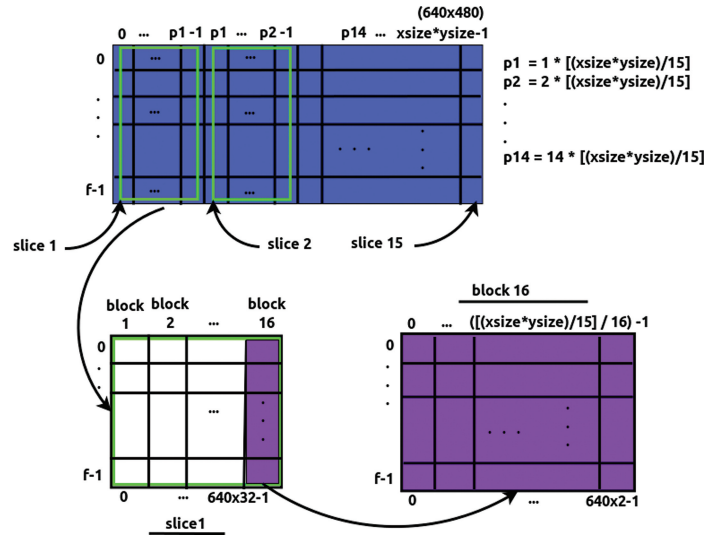 (640x480)
0 ... p1 -1 p1 ... p2 -1 p14 ... xsize*ysize-1
0 ... ...
.
.
.
... ...
. . .
.
.
.
f-1 ... ...
p1 = 1 * [(xsize*ysize)/15]
p2 = 2 * [(xsize*ysize)/15]
.
.
.
p14 = 14 * [(xsize*ysize)/15]
slice 1
slice 2
slice 15
block 1
block 2
...
block 16
0
.
.
.
...
.
.
.
f-1
0 ... 640x32-1
slice1
block 16
0 ... ([(xsize*ysize)/15] / 16) -1
0
.
.
.
. . .
.
.
.
f-1
0 ... 640x2-1